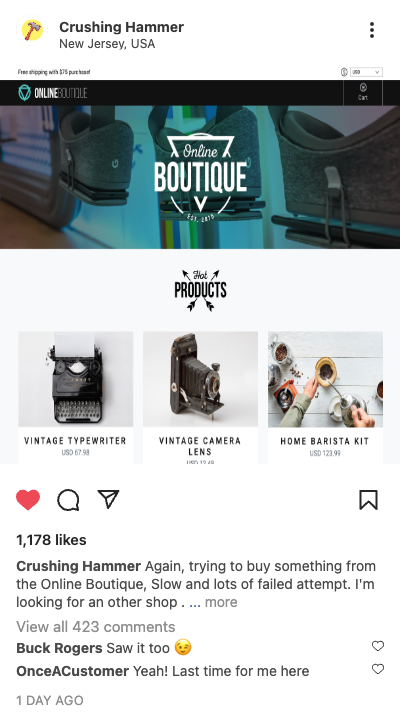 Crushing Hammer
New Jersey, USA
Free shipping with $75 purchase!
USD
ONLINEBOUTIQUE
Cart
Online
BOUTIQUE
EST. 2019
Hot
PRODUCTS
VINTAGE TYPEWRITER
USD 67.98
VINTAGE CAMERA
LENS
USD 12.49
HOME BARISTA KIT
USD 123.99
1,178 likes
Crushing Hammer Again, trying to buy something from
the Online Boutique, Slow and lots of failed attempt. I'm
looking for an other shop . ... more
View all 423 comments
Buck Rogers Saw it too 😉
OnceACustomer Yeah! Last time for me here
1 DAY AGO